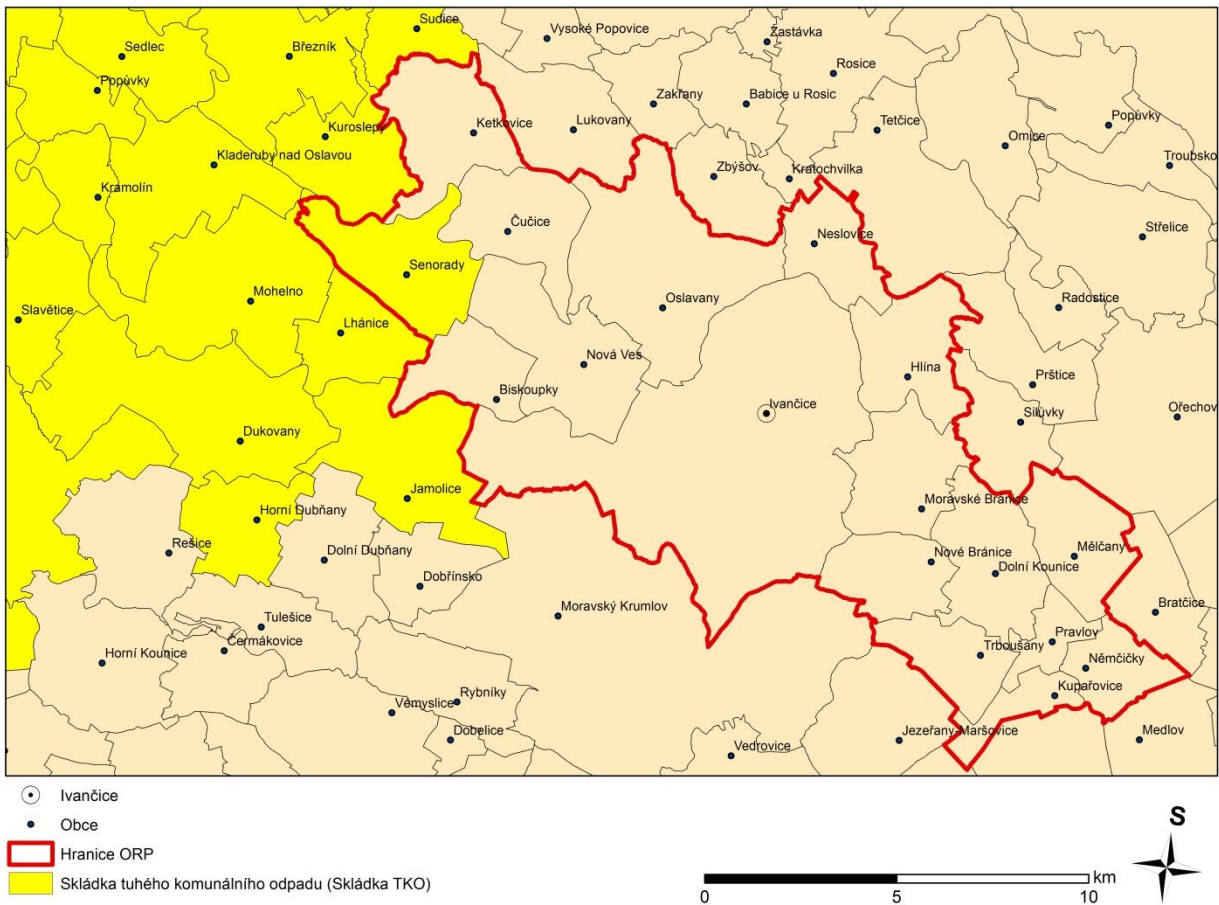 Sudice
Vysoké Popovice
Zastávka
Sedlec
Březník
Rosice
Popůvky
Zakřany
Babice u Rosic
Kuroslepy
Ketkovice
Lukovany
Tetčice
Popůvky
Omice
Kladeruby nad Oslavou
Zbýšov
Kratochvilka
Troubsko
Kramolín
Čučice
Neslovice
Střelice
Senorady
Mohelno
Oslavany
Radostice
Slavětice
Lhánice
Nová Ves
Hlína
Prštice
Biskoupky
Ivančice
Silůvky
Ořechov
Dukovany
Jamolice
Horní Dubňany
Moravské Bránice
Rešice
Dolní Dubňany
Nové Bránice
Mělčany
Dolní Kounice
Dobřínsko
Moravský Krumlov
Bratčice
Tulešice
Pravlov
Čermákovice
Trboušany
Horní Kounice
Němčičky
Rybníky
Kupařovice
Vémyslice
Dobelice
Jezeřany-Maršovice
Medlov
Vedrovice
Ivančice
Obce
Hranice ORP
Skládka tuhého komunálního odpadu (Skládka TKO)
S
km
0 5 10